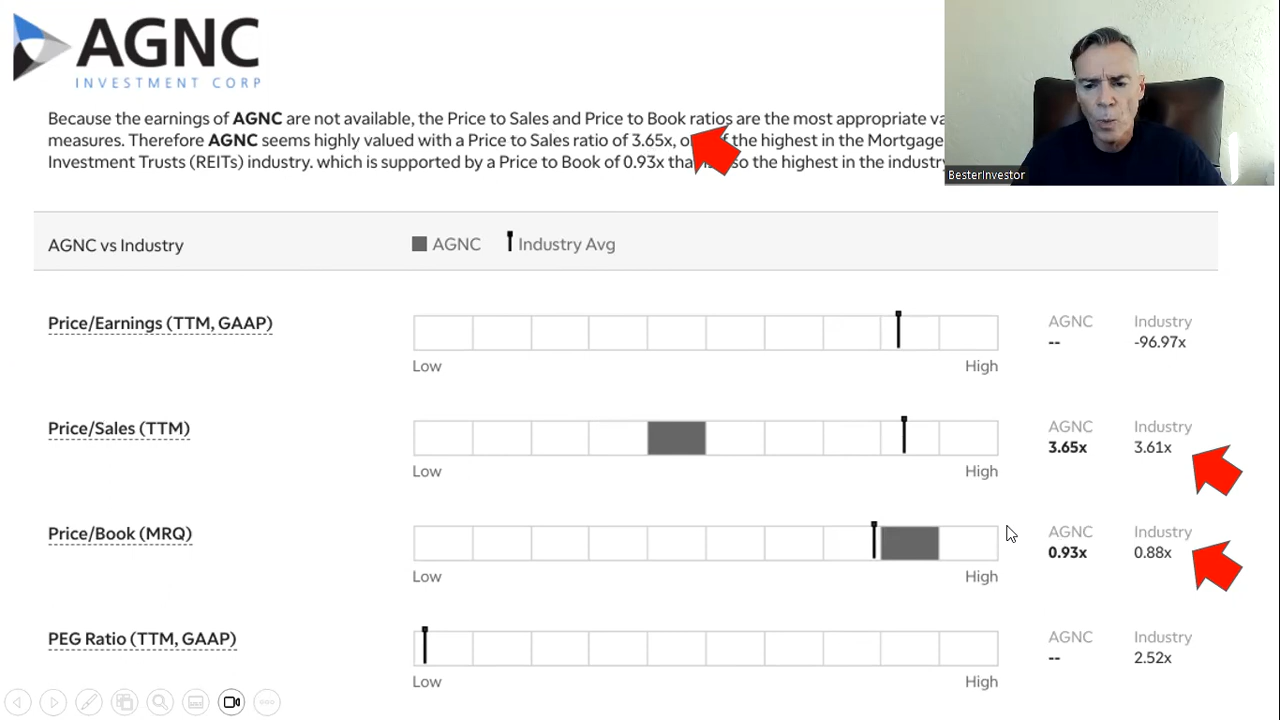 AGNC
INVESTMENT CORP
Because the earnings of AGNC are not available, the Price to Sales and Price to Book ratios are the most appropriate
measures. Therefore AGNC seems highly valued with a Price to Sales ratio of 3.65x, the highest in the Mortgage
Investment Trusts (REITs) industry. which is supported by a Price to Book of 0.93x so the highest in the industry
BesterInvestor
AGNC vs Industry
AGNC
Industry Avg
Price/Earnings (TTM, GAAP)
Low
High
AGNC
Industry
--
-96.97x
Price/Sales (TTM)
Low
High
AGNC
Industry
3.65x
3.61x
Price/Book (MRQ)
Low
High
AGNC
Industry
0.93x
0.88x
PEG Ratio (TTM, GAAP)
Low
High
AGNC
Industry
--
2.52x